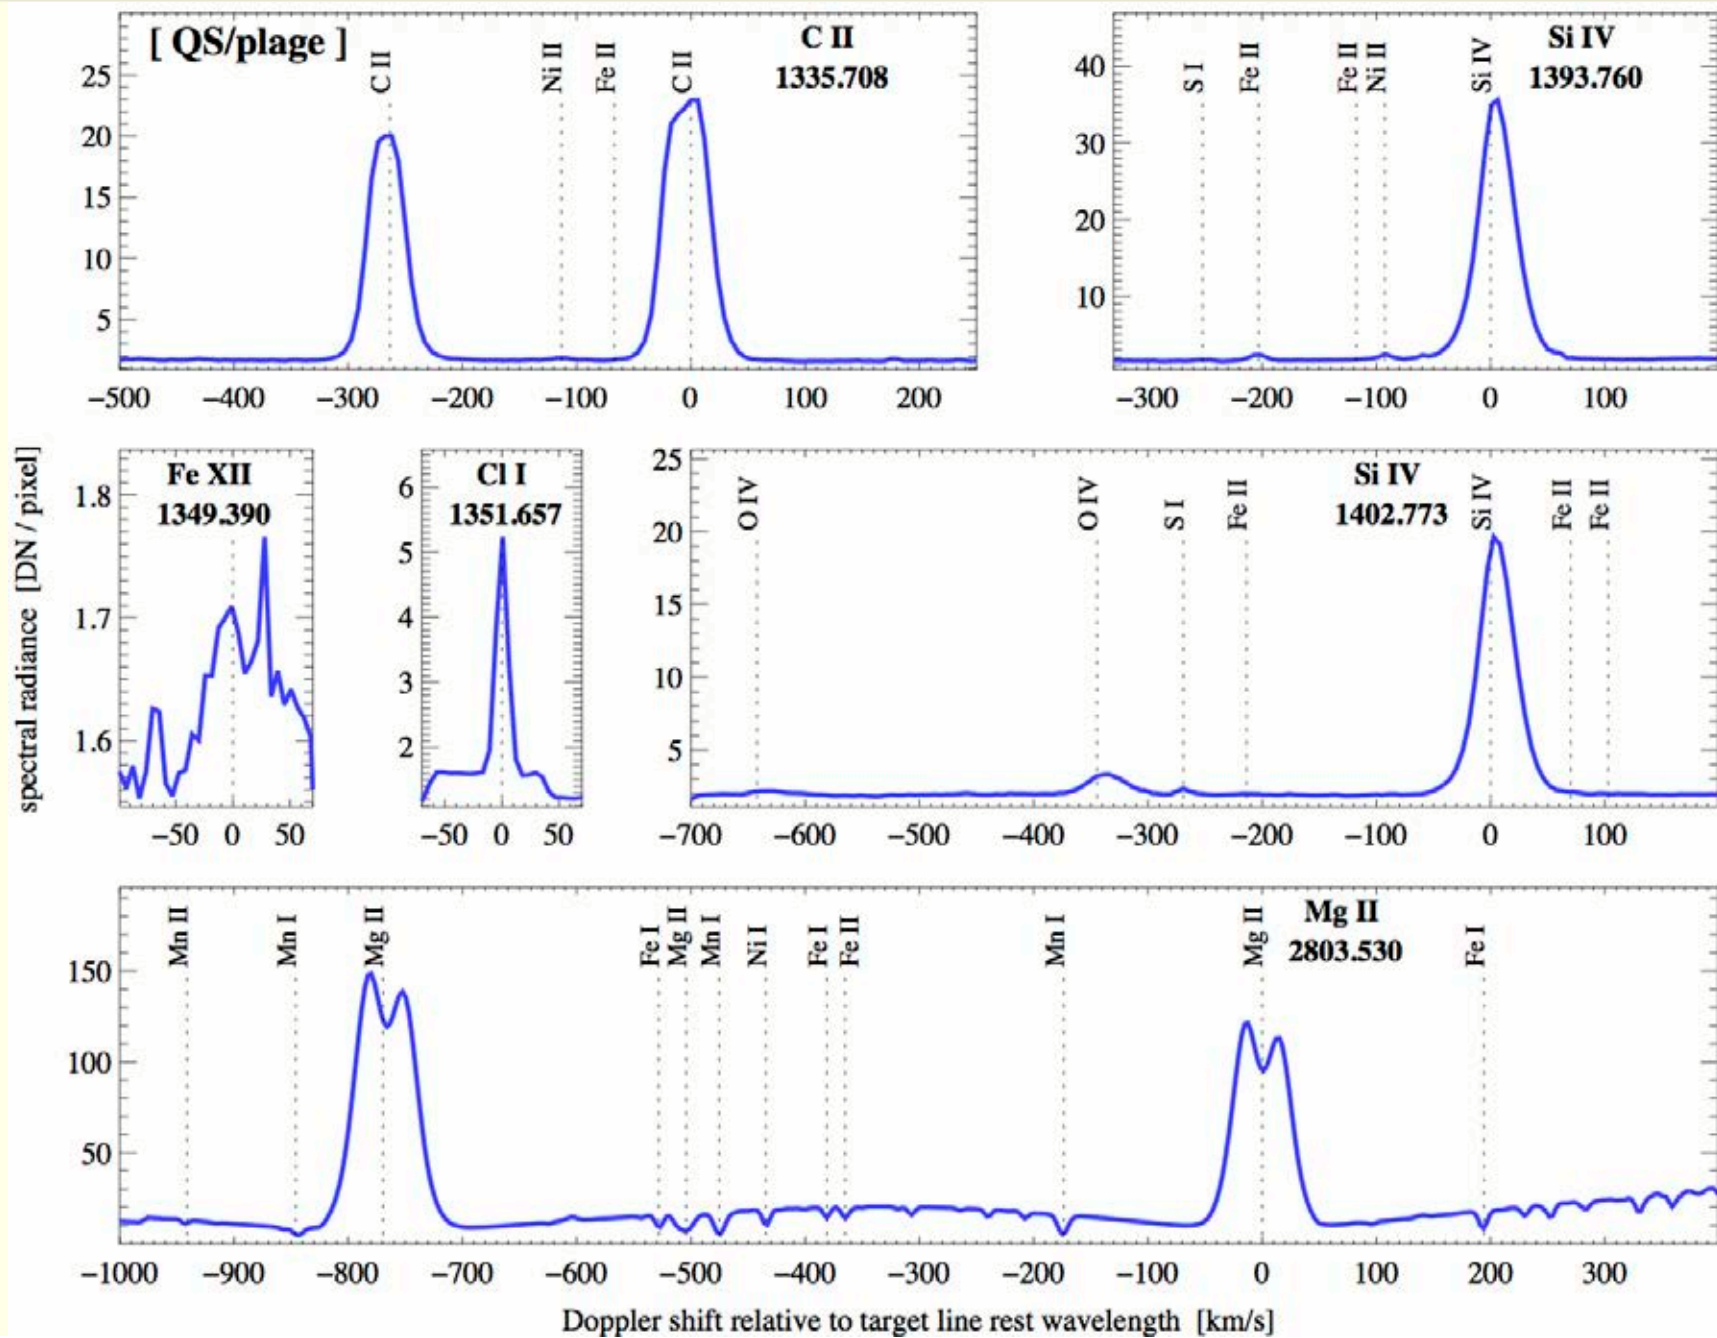 [ QS/plage ]
C II
1335.708
C II
Ni II
Fe II
C II
25
20
15
10
5
−500 −400 −300 −200 −100 0 100 200
Si IV
1393.760
S I
Fe II
Fe II
Ni II
Si IV
40
30
20
10
−300 −200 −100 0 100
spectral radiance [DN / pixel]
Fe XII
1349.390
1.8
1.7
1.6
−50 0 50
Cl I
1351.657
6
5
4
3
2
−50 0 50
Si IV
1402.773
O IV
O IV
S I
Fe II
Si IV
Fe II
Fe II
25
20
15
10
5
−700 −600 −500 −400 −300 −200 −100 0 100
Mg II
2803.530
Mn II
Mn I
Mg II
Fe I
Mg II
Mn I
Ni I
Fe I
Fe II
Mn I
Mg II
Fe I
150
100
50
−1000 −900 −800 −700 −600 −500 −400 −300 −200 −100 0 100 200 300
Doppler shift relative to target line rest wavelength [km/s]